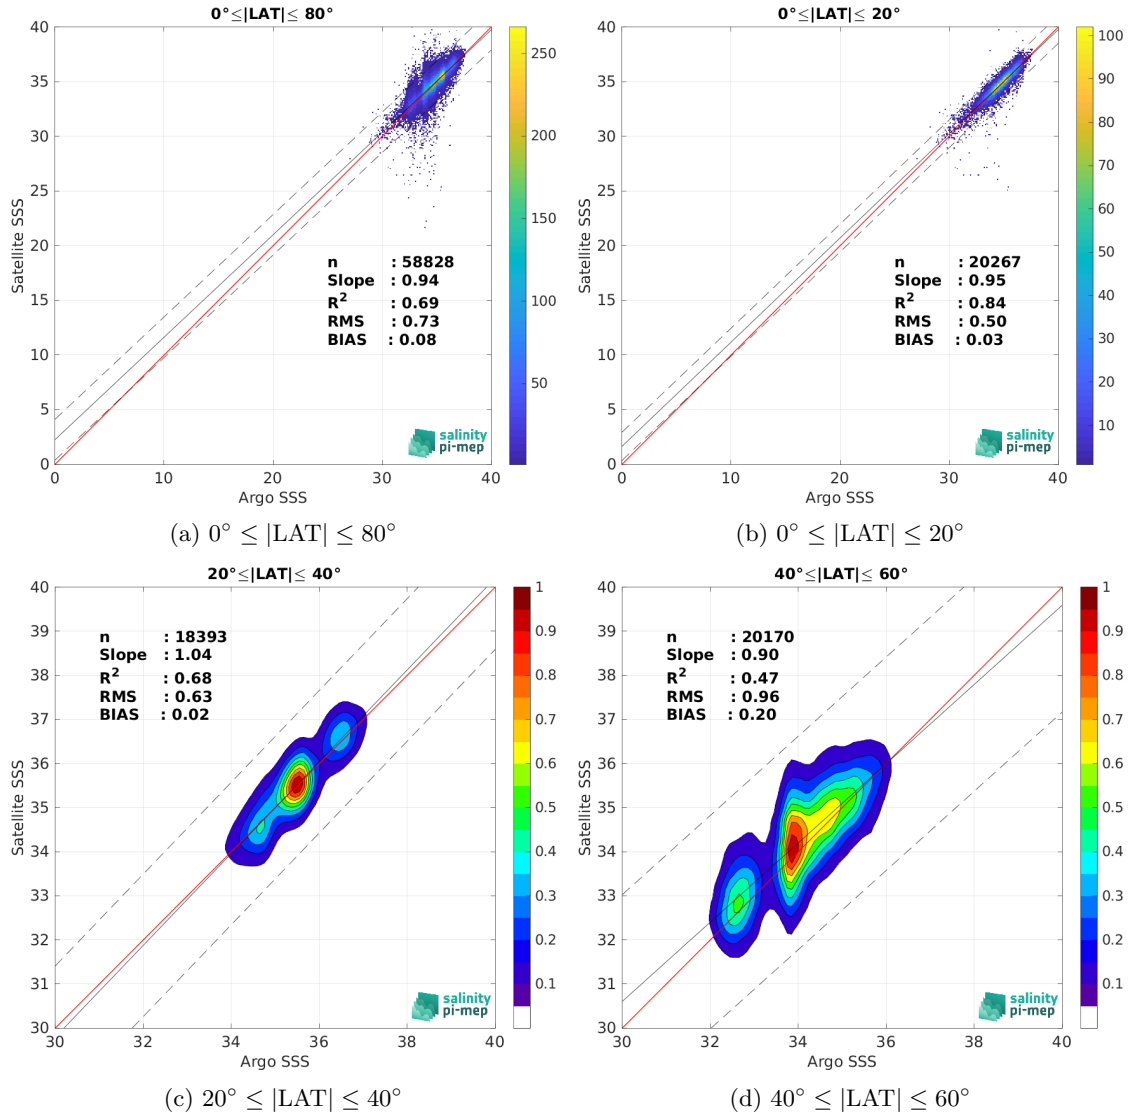 0°≤|LAT|≤ 80°
40
35
30
25
20
15
10
5
0
0 10 20 30 40
Satellite SSS
Argo SSS
n : 58828
Slope : 0.94
R² : 0.69
RMS : 0.73
BIAS : 0.08
salinity
pi-mep
250
200
150
100
50
(a) 0° ≤ |LAT| ≤ 80°
0°≤|LAT|≤ 20°
40
35
30
25
20
15
10
5
0
0 10 20 30 40
Satellite SSS
Argo SSS
n : 20267
Slope : 0.95
R² : 0.84
RMS : 0.50
BIAS : 0.03
salinity
pi-mep
100
90
80
70
60
50
40
30
20
10
(b) 0° ≤ |LAT| ≤ 20°
20°≤|LAT|≤ 40°
40
39
38
37
36
35
34
33
32
31
30
30 32 34 36 38 40
Satellite SSS
Argo SSS
n : 18393
Slope : 1.04
R² : 0.68
RMS : 0.63
BIAS : 0.02
salinity
pi-mep
1
0.9
0.8
0.7
0.6
0.5
0.4
0.3
0.2
0.1
(c) 20° ≤ |LAT| ≤ 40°
40°≤|LAT|≤ 60°
40
39
38
37
36
35
34
33
32
31
30
30 32 34 36 38 40
Satellite SSS
Argo SSS
n : 20170
Slope : 0.90
R² : 0.47
RMS : 0.96
BIAS : 0.20
salinity
pi-mep
1
0.9
0.8
0.7
0.6
0.5
0.4
0.3
0.2
0.1
(d) 40° ≤ |LAT| ≤ 60°